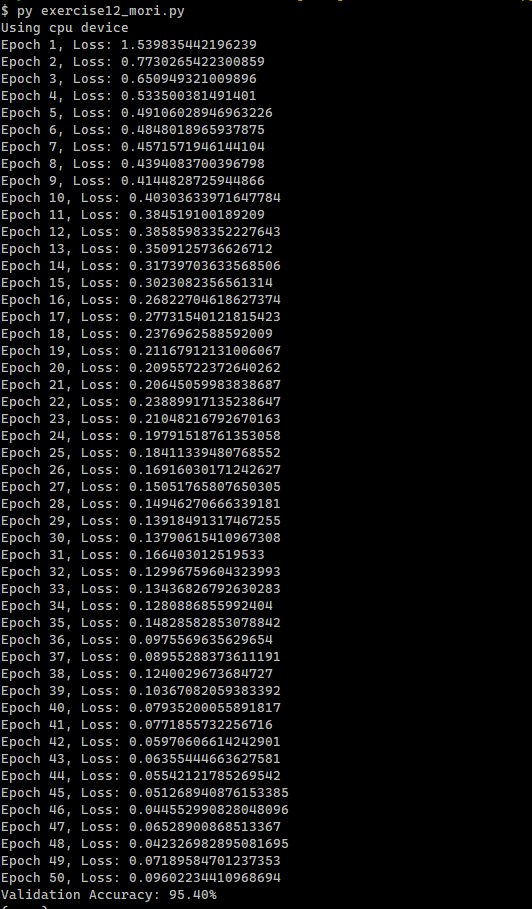 $ py exercise12_mori.py
Using cpu device
Epoch 1, Loss: 1.539835442196239
Epoch 2, Loss: 0.7730265422300859
Epoch 3, Loss: 0.650949321009896
Epoch 4, Loss: 0.533500381491401
Epoch 5, Loss: 0.49106028946963226
Epoch 6, Loss: 0.4848018965937875
Epoch 7, Loss: 0.4571571946144104
Epoch 8, Loss: 0.4394083700396798
Epoch 9, Loss: 0.4144828725944866
Epoch 10, Loss: 0.40303633971647784
Epoch 11, Loss: 0.384519100189209
Epoch 12, Loss: 0.38585983352227643
Epoch 13, Loss: 0.3509125736626712
Epoch 14, Loss: 0.31739703633568506
Epoch 15, Loss: 0.3023082356561314
Epoch 16, Loss: 0.26822704618627374
Epoch 17, Loss: 0.27731540121815423
Epoch 18, Loss: 0.2376962588592009
Epoch 19, Loss: 0.21167912131006067
Epoch 20, Loss: 0.20955722372640262
Epoch 21, Loss: 0.20645059983838687
Epoch 22, Loss: 0.23889917135238647
Epoch 23, Loss: 0.21048216792670163
Epoch 24, Loss: 0.19791518761353058
Epoch 25, Loss: 0.18411339480768552
Epoch 26, Loss: 0.16916030171242627
Epoch 27, Loss: 0.15051765807650305
Epoch 28, Loss: 0.14946270666339181
Epoch 29, Loss: 0.13918491317467255
Epoch 30, Loss: 0.13790615410967308
Epoch 31, Loss: 0.166403012519533
Epoch 32, Loss: 0.12996759604323993
Epoch 33, Loss: 0.13436826792630283
Epoch 34, Loss: 0.1280886855992404
Epoch 35, Loss: 0.14828582853078842
Epoch 36, Loss: 0.0975569635629654
Epoch 37, Loss: 0.08955288373611191
Epoch 38, Loss: 0.1240029673684727
Epoch 39, Loss: 0.10367082059383392
Epoch 40, Loss: 0.07935200055891817
Epoch 41, Loss: 0.0771855732256716
Epoch 42, Loss: 0.05970606614242901
Epoch 43, Loss: 0.06355444663627581
Epoch 44, Loss: 0.05542121785269542
Epoch 45, Loss: 0.051268940876153385
Epoch 46, Loss: 0.044552990828048096
Epoch 47, Loss: 0.06528900868513367
Epoch 48, Loss: 0.042326982895081695
Epoch 49, Loss: 0.07189584701237353
Epoch 50, Loss: 0.09602234410968694
Validation Accuracy: 95.40%